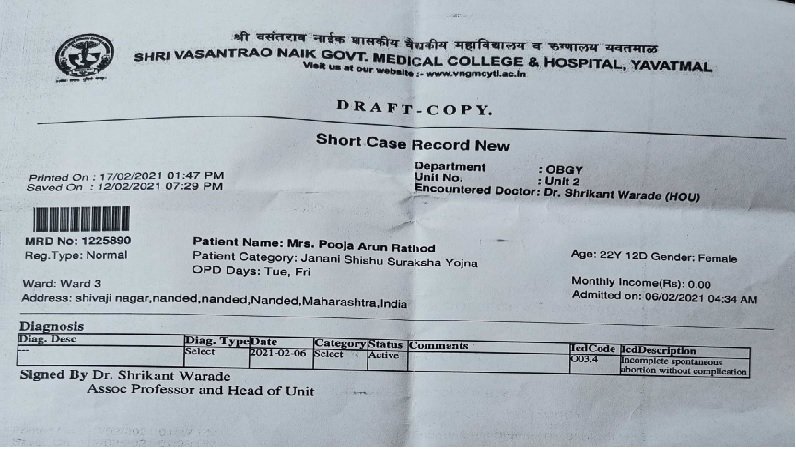 श्री वसंतराव नाईक शासकीय वैद्यकीय महाविद्यालय व रुग्णालय यवतमाळ
SHRI VASANTRAO NAIK GOVT. MEDICAL COLLEGE & HOSPITAL, YAVATMAL
Visit us at our website :- www.vngmcytl.ac.in
DRAFT-COPY.
Short Case Record New
Printed On : 17/02/2021 01:47 PM
Saved On : 12/02/2021 07:29 PM
Department : OBGY
Unit No. : Unit 2
Encountered Doctor: Dr. Shrikant Warade (HOU)
MRD No: 1225890
Reg.Type: Normal
Patient Name: Mrs. Pooja Arun Rathod
Patient Category: Janani Shishu Suraksha Yojna
OPD Days: Tue, Fri
Age: 22Y 12D Gender: Female
Ward: Ward 3
Monthly Income(Rs): 0.00
Address: shivaji nagar,nanded,nanded,Nanded,Maharashtra,India
Admitted on: 06/02/2021 04:34 AM
Diagnosis
Diag. Desc Diag. Type Date Category Status Comments IcdCode IcdDescription
--- Select 2021-02-06 Select Active O03.4 Incomplete spontaneous
abortion without complication
Signed By Dr. Shrikant Warade
Assoc Professor and Head of Unit